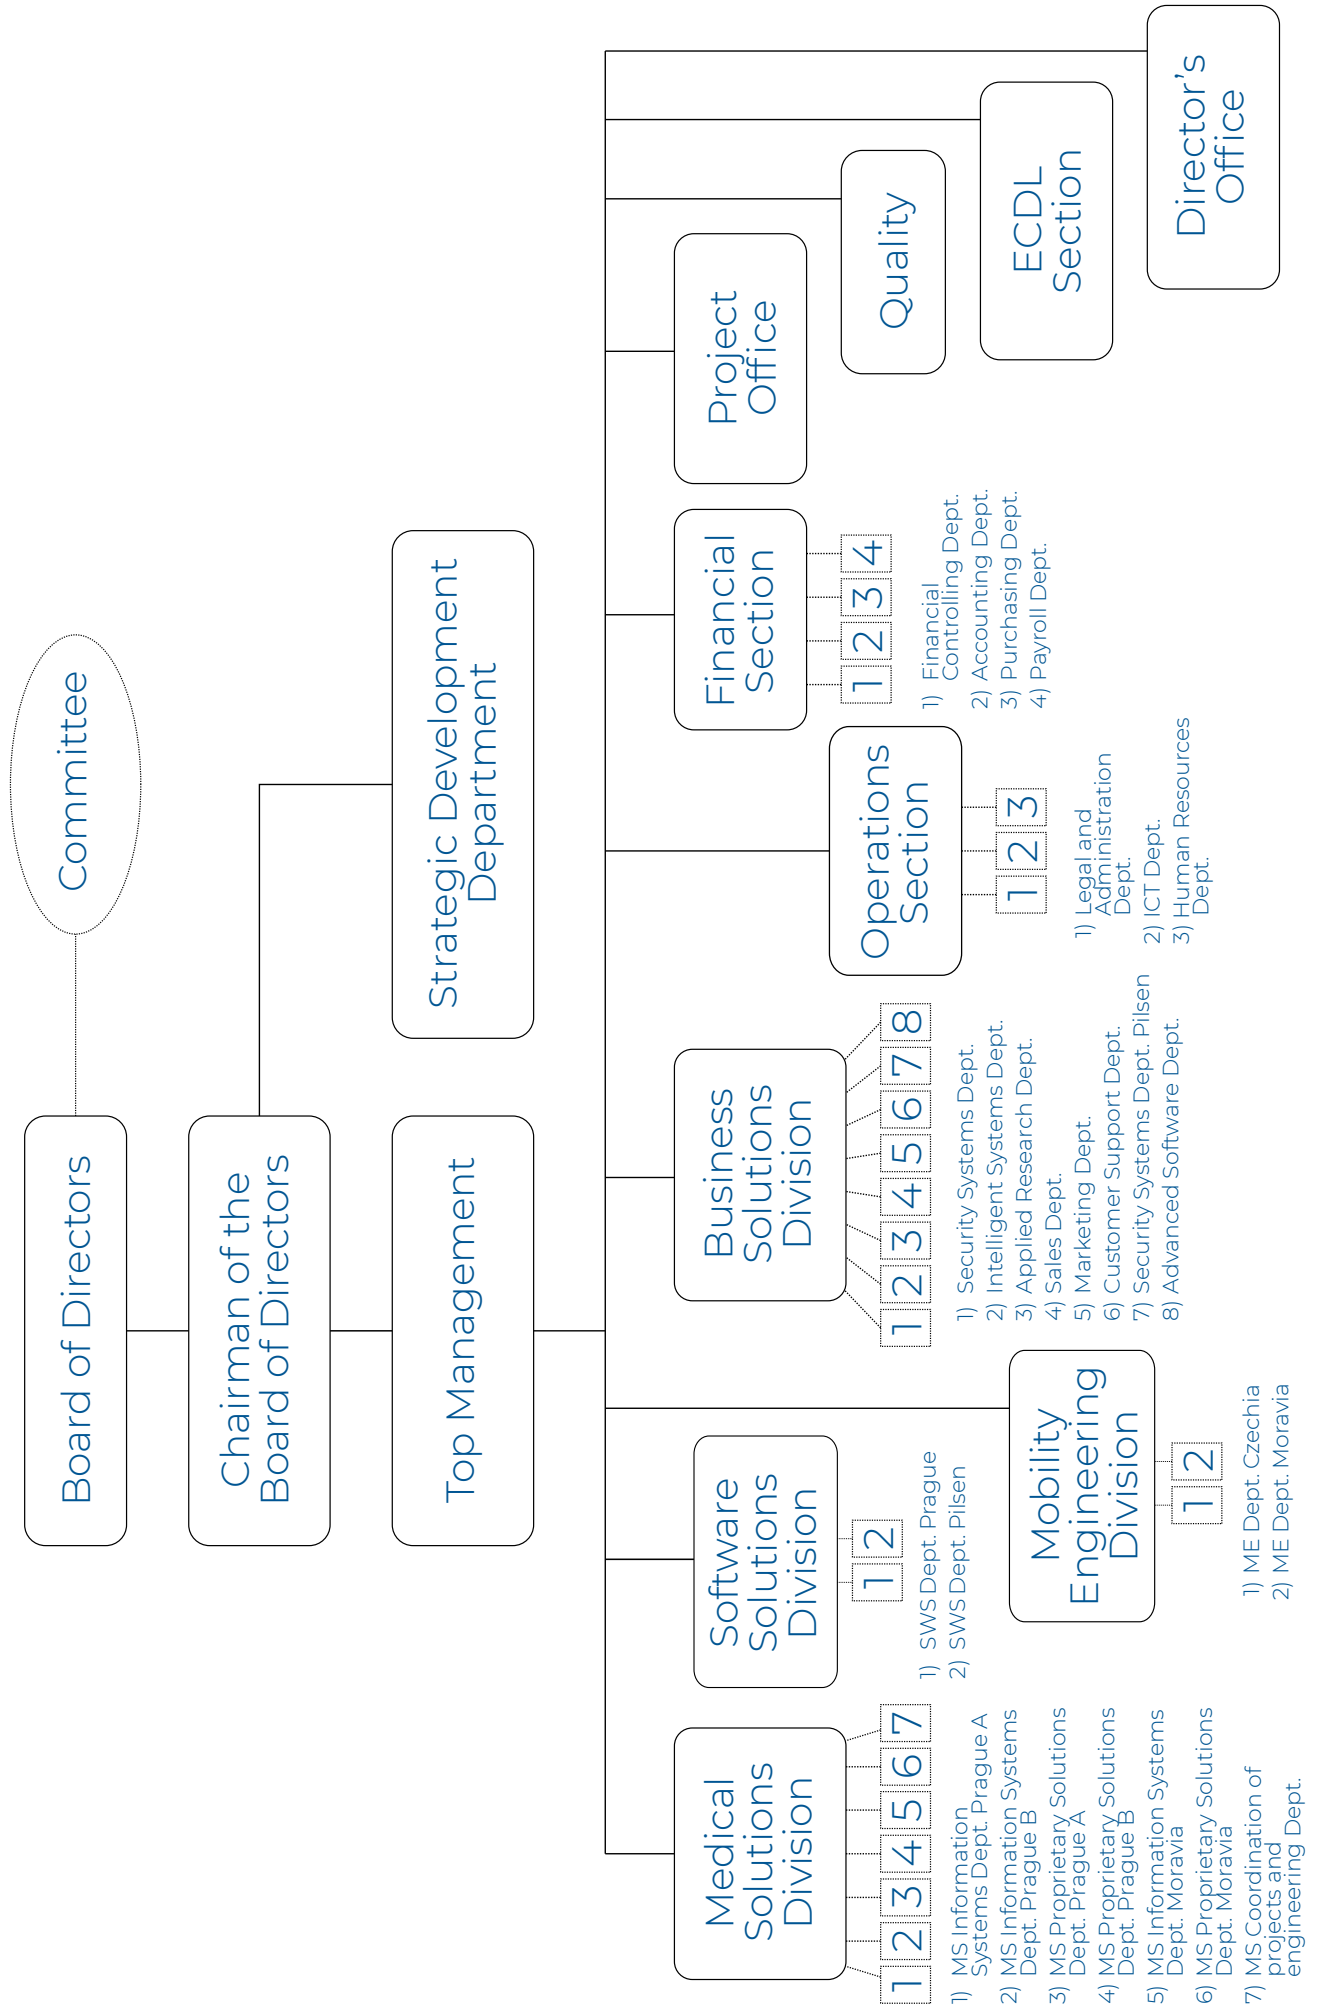 Board of Directors
Committee
Chairman of the
Board of Directors
Top Management
Strategic Development
Department
Medical
Solutions
Division
1 2 3 4 5 6 7
1) MS Information
Systems Dept. Prague A
2) MS Information Systems
Dept. Prague B
3) MS Proprietary Solutions
Dept. Prague A
4) MS Proprietary Solutions
Dept. Prague B
5) MS Information Systems
Dept. Moravia
6) MS Proprietary Solutions
Dept. Moravia
7) MS Coordination of
projects and
engineering Dept.
Software
Solutions
Division
1 2
1) SWS Dept. Prague
2) SWS Dept. Pilsen
Mobility
Engineering
Division
1 2
1) ME Dept. Czechia
2) ME Dept. Moravia
Business
Solutions
Division
1 2 3 4 5 6 7 8
1) Security Systems Dept.
2) Intelligent Systems Dept.
3) Applied Research Dept.
4) Sales Dept.
5) Marketing Dept.
6) Customer Support Dept.
7) Security Systems Dept. Pilsen
8) Advanced Software Dept.
Operations
Section
1 2 3
1) Legal and
Administration
Dept.
2) ICT Dept.
3) Human Resources
Dept.
Financial
Section
1 2 3 4
1) Financial
Controlling Dept.
2) Accounting Dept.
3) Purchasing Dept.
4) Payroll Dept.
Project
Office
Quality
ECDL
Section
Director’s
Office